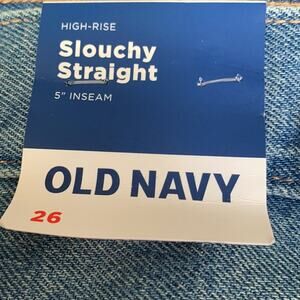 HIGH-RISE
Slouchy
Straight
5" INSEAM
OLD NAVY
26